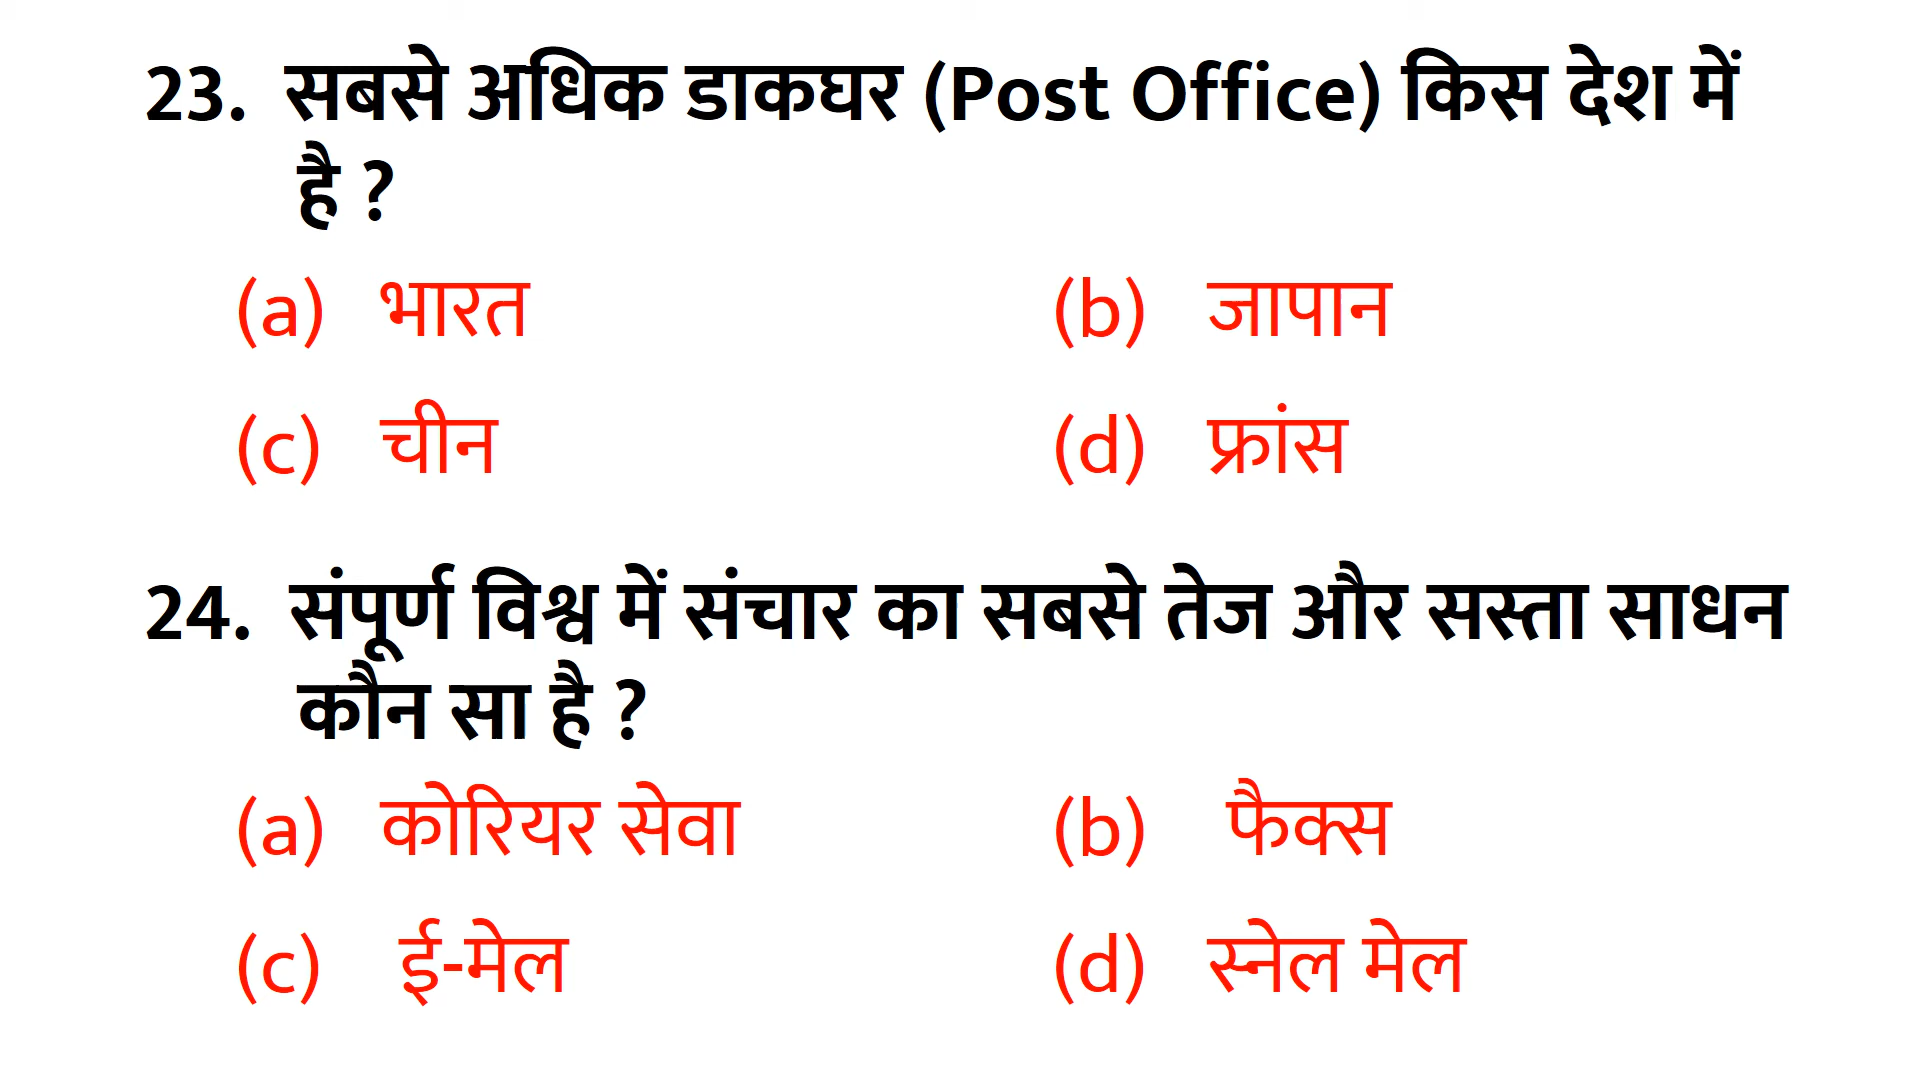 23. सबसे अधिक डाकघर (Post Office) किस देश में
है ?
(a) भारत (b) जापान
(c) चीन (d) फ्रांस
24. संपूर्ण विश्व में संचार का सबसे तेज और सस्ता साधन
कौन सा है ?
(a) कोरियर सेवा (b) फैक्स
(c) ई-मेल (d) स्नेल मेल